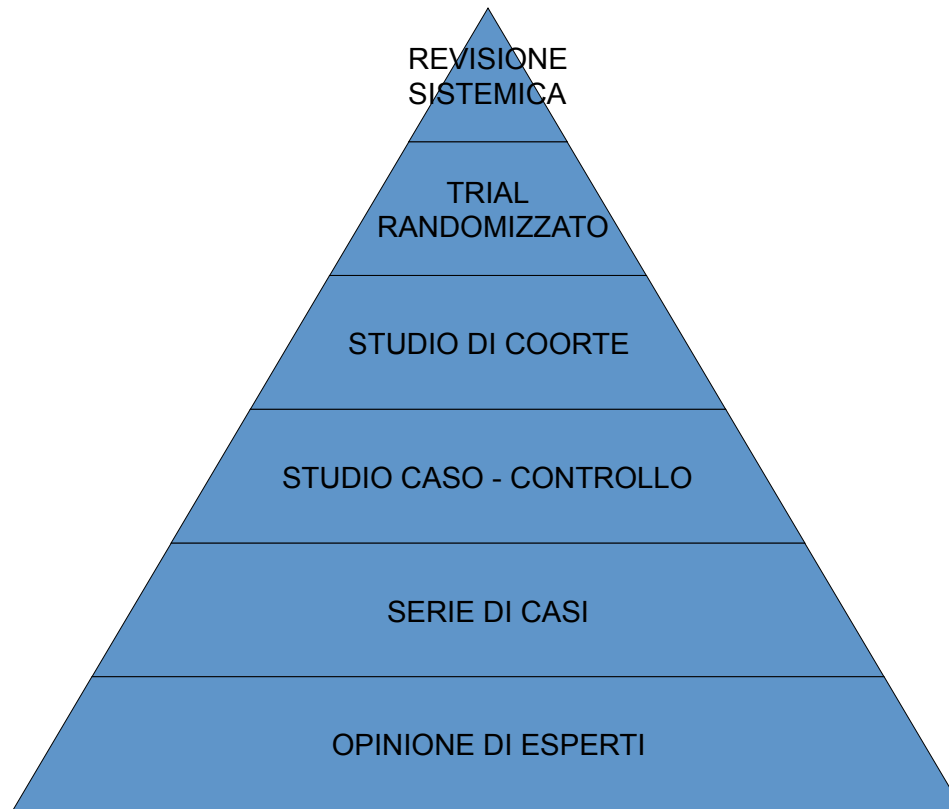 REVISIONE
SISTEMICA
TRIAL
RANDOMIZZATO
STUDIO DI COORTE
STUDIO CASO - CONTROLLO
SERIE DI CASI
OPINIONE DI ESPERTI